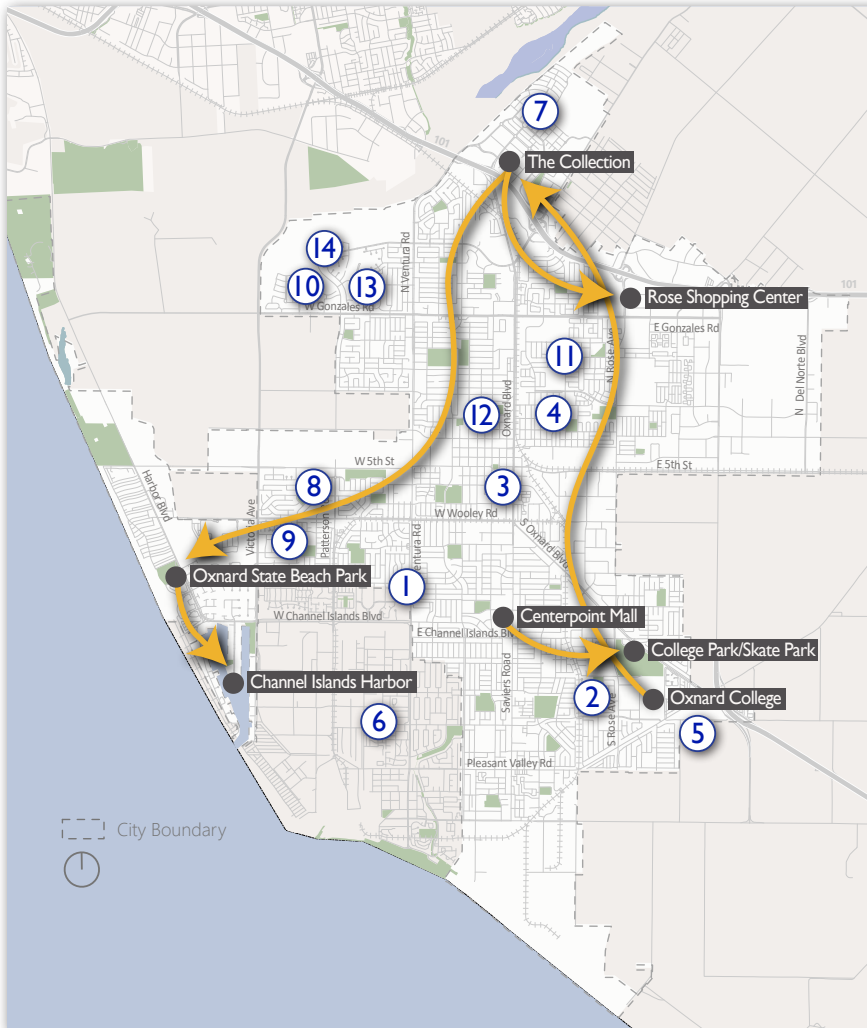 7
101
The Collection
14
N Ventura Rd
10
13
W Gonzales Rd
Rose Shopping Center
101
E Gonzales Rd
11
N Rose Ave
N Del Norte Blvd
Oxnard Blvd
12
4
W 5th St
E 5th St
Harbor Blvd
8
3
Victoria Ave
Patterson
W Wooley Rd
S Oxnard Blvd
9
Oxnard State Beach Park
1
entura Rd
W Channel Islands Blvd
Centerpoint Mall
E Channel Islands Blv
College Park/Skate Park
Channel Islands Harbor
Saviers Road
2
S Rose Ave
Oxnard College
6
5
Pleasant Valley Rd
City Boundary